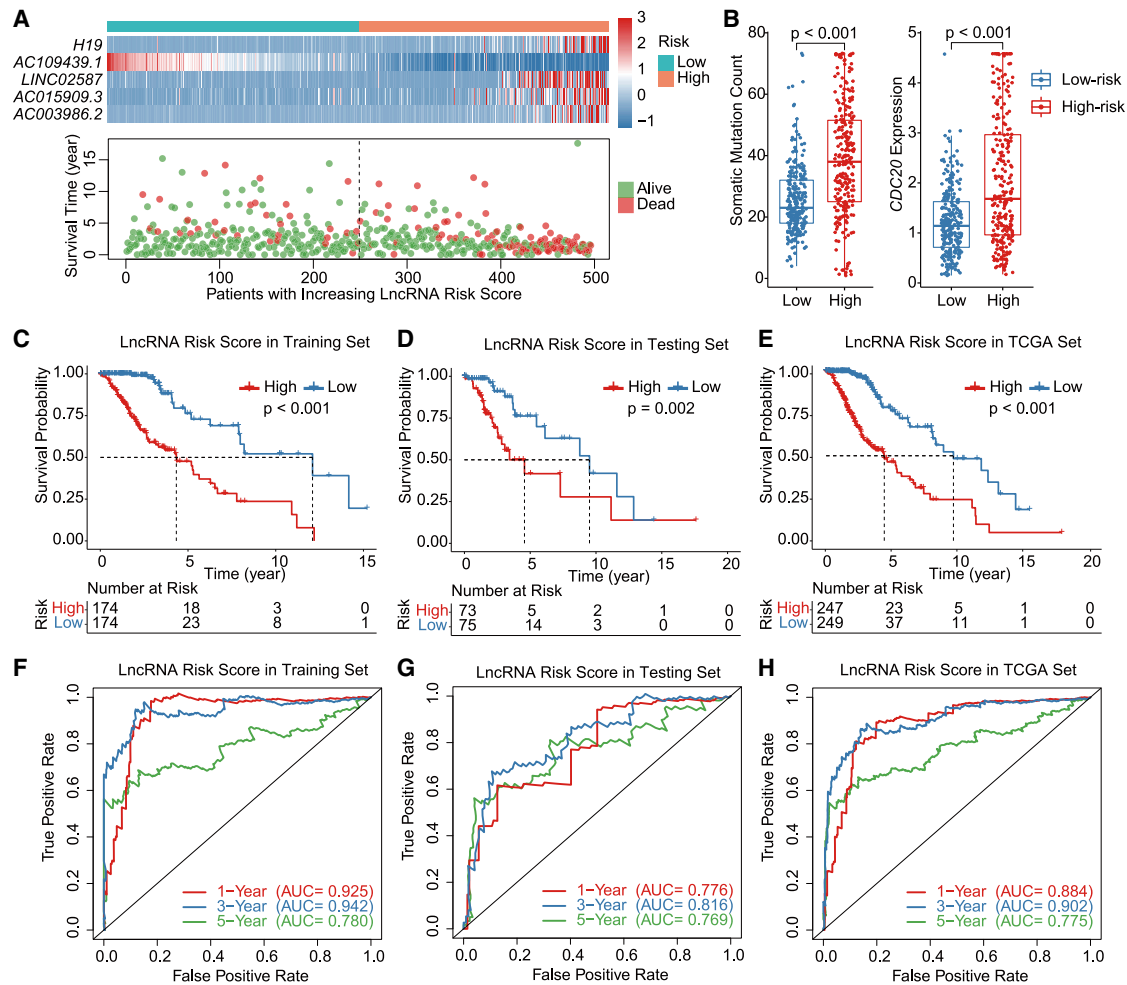 A
H19
AC109439.1
LINC02587
AC015909.3
AC003986.2
3
2
1
0
−1
Risk
Low
High
Survival Time (year)
15
10
5
0
0 100 200 300 400 500
Patients with Increasing LncRNA Risk Score
Alive
Dead
B
p < 0.001
Somatic Mutation Count
80
60
40
20
0
Low High
p < 0.001
CDC20 Expression
5
4
3
2
1
0
Low High
Low-risk
High-risk
C
LncRNA Risk Score in Training Set
Survival Probability
1.00
0.75
0.50
0.25
0.00
High Low
p < 0.001
0 5 10 15
Time (year)
Number at Risk
Risk
High 174 18 3 0
Low 174 23 8 1
D
LncRNA Risk Score in Testing Set
Survival Probability
1.00
0.75
0.50
0.25
0.00
High Low
p = 0.002
0 5 10 15 20
Time (year)
Number at Risk
Risk
High 73 5 2 1 0
Low 75 14 3 0 0
E
LncRNA Risk Score in TCGA Set
Survival Probability
1.00
0.75
0.50
0.25
0.00
High Low
p < 0.001
0 5 10 15 20
Time (year)
Number at Risk
Risk
High 247 23 5 1 0
Low 249 37 11 1 0
F
LncRNA Risk Score in Training Set
True Positive Rate
1.0
0.8
0.6
0.4
0.2
0.0
1−Year (AUC= 0.925)
3−Year (AUC= 0.942)
5−Year (AUC= 0.780)
0.0 0.2 0.4 0.6 0.8 1.0
False Positive Rate
G
LncRNA Risk Score in Testing Set
True Positive Rate
1.0
0.8
0.6
0.4
0.2
0.0
1−Year (AUC= 0.776)
3−Year (AUC= 0.816)
5−Year (AUC= 0.769)
0.0 0.2 0.4 0.6 0.8 1.0
False Positive Rate
H
LncRNA Risk Score in TCGA Set
True Positive Rate
1.0
0.8
0.6
0.4
0.2
0.0
1−Year (AUC= 0.884)
3−Year (AUC= 0.902)
5−Year (AUC= 0.775)
0.0 0.2 0.4 0.6 0.8 1.0
False Positive Rate